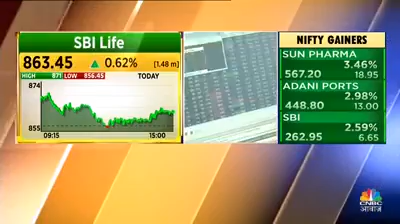 SBI Life
863.45 ▲ 0.62% [1.48 m]
HIGH 871 LOW 856.45 TODAY
874
855
09:15 15:00
NIFTY GAINERS
SUN PHARMA
3.46%
567.20 18.95
ADANI PORTS
2.98%
448.80 13.00
SBI
2.59%
262.95 6.65
CNBC
आवाज़